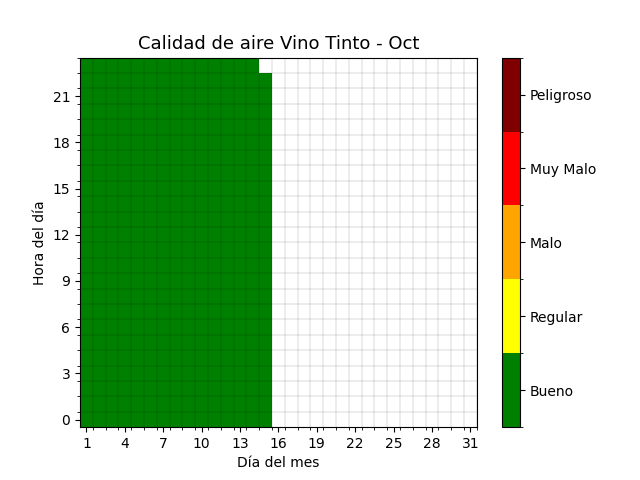 Calidad de aire Vino Tinto - Oct
Hora del día
21
18
15
12
9
6
3
0
1 4 7 10 13 16 19 22 25 28 31
Día del mes
Peligroso
Muy Malo
Malo
Regular
Bueno